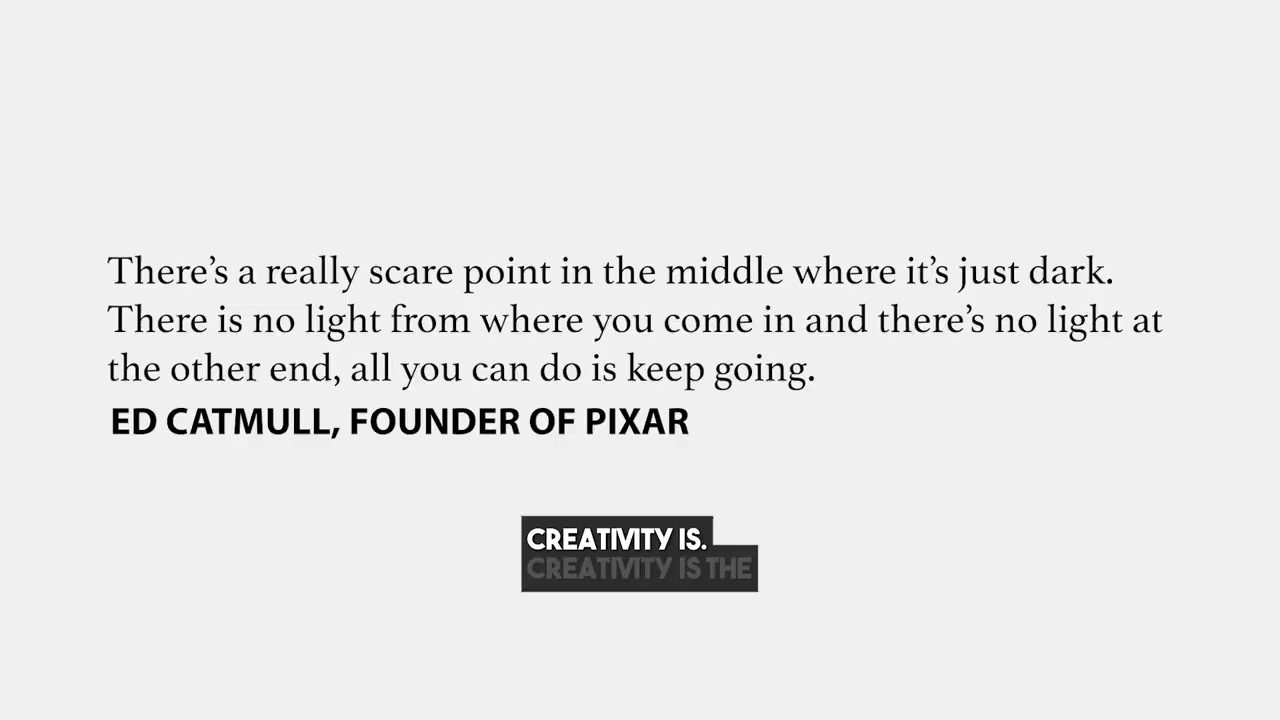 There’s a really scare point in the middle where it’s just dark.
There is no light from where you come in and there’s no light at
the other end, all you can do is keep going.
ED CATMULL, FOUNDER OF PIXAR
CREATIVITY IS.
CREATIVITY IS THE